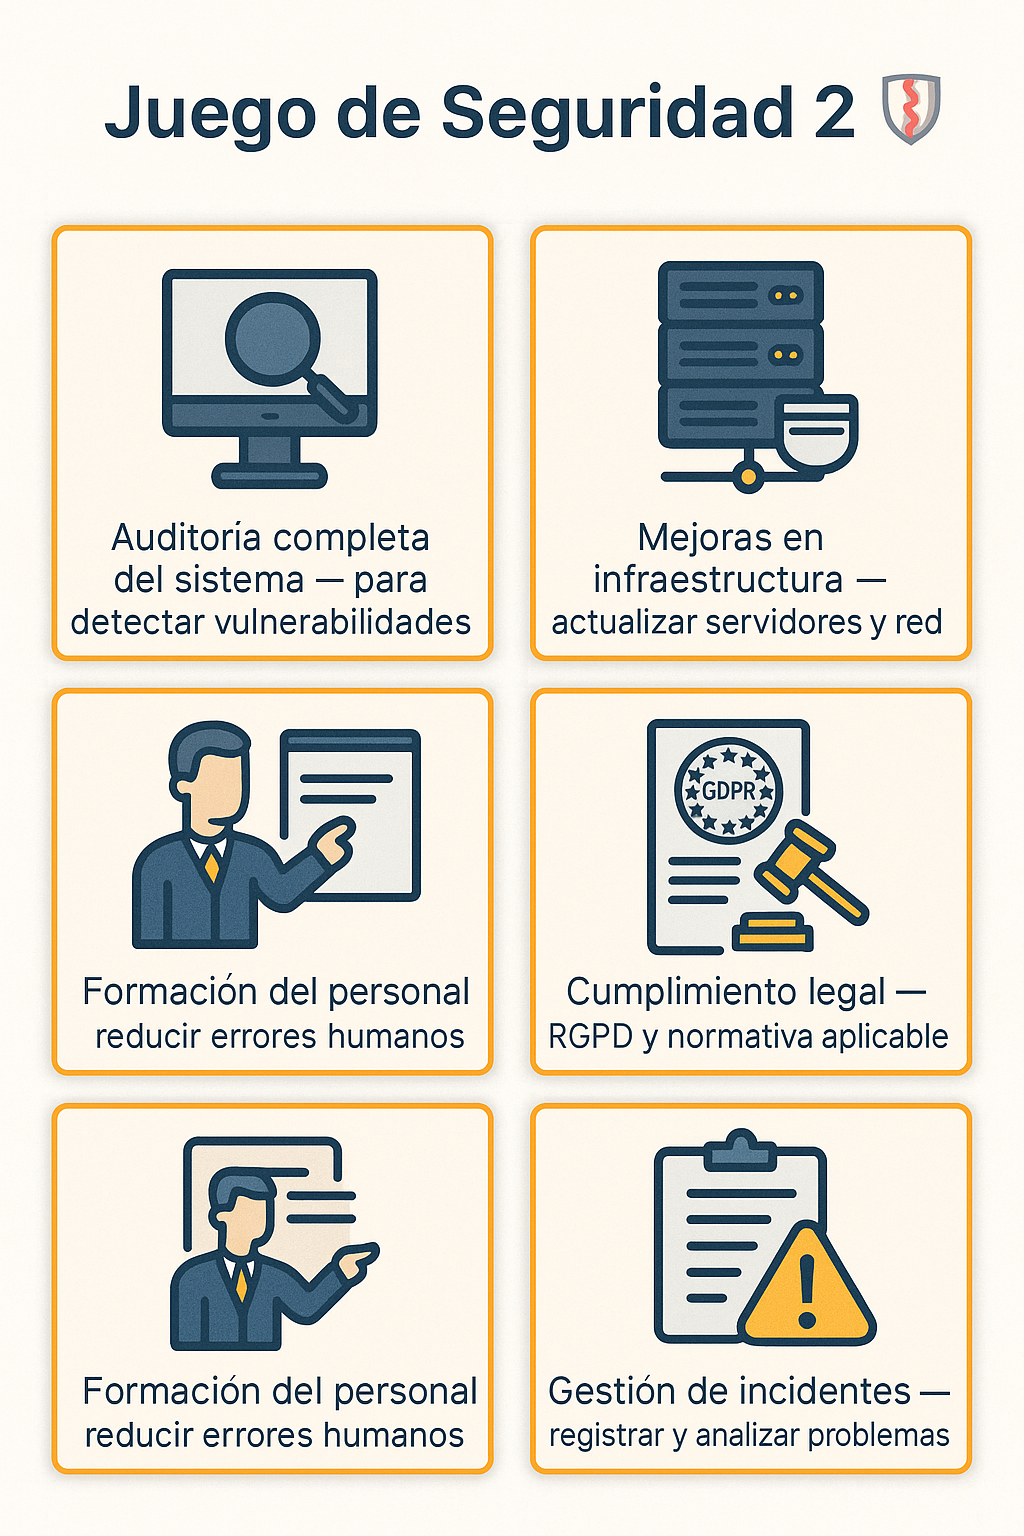 Juego de Seguridad 2
Auditoría completa
del sistema — para
detectar vulnerabilidades
Mejoras en
infraestructura —
actualizar servidores y red
Formación del personal
reducir errores humanos
GDPR
Cumplimiento legal —
RGPD y normativa aplicable
Formación del personal
reducir errores humanos
Gestión de incidentes —
registrar y analizar problemas